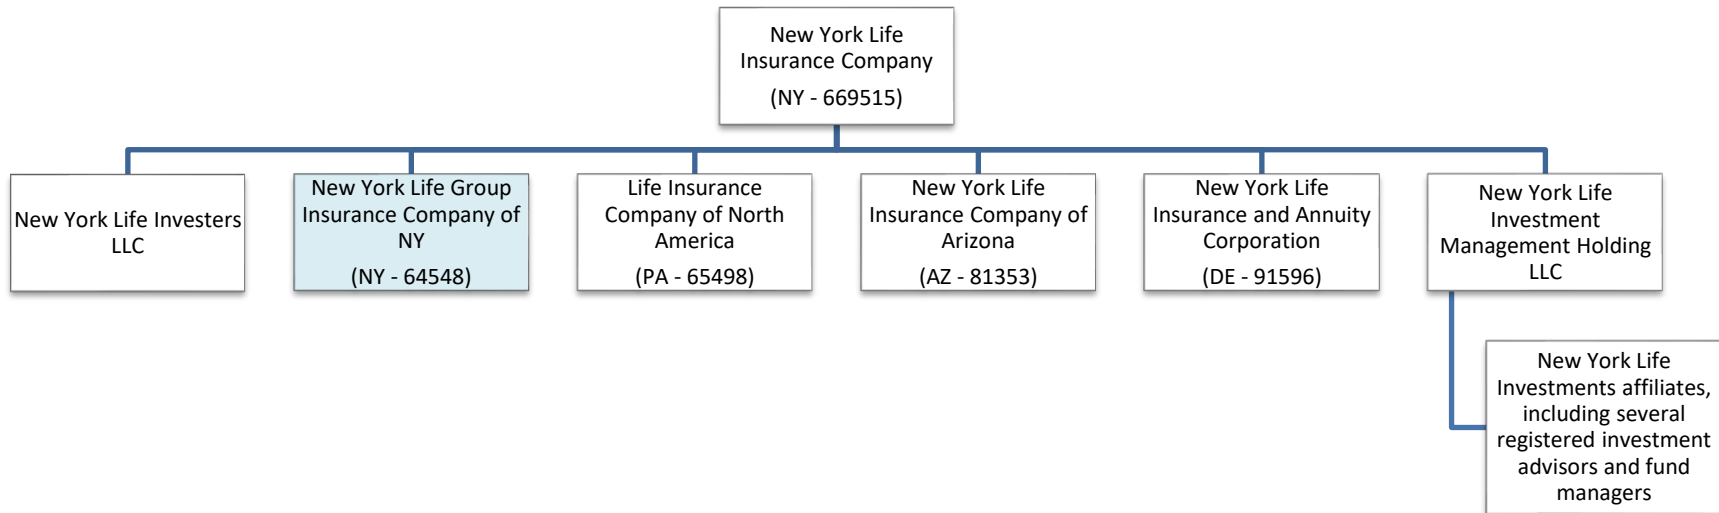 New York Life
Insurance Company
(NY - 669515)
New York Life Investers
LLC
New York Life Group
Insurance Company of
NY
(NY - 64548)
Life Insurance
Company of North
America
(PA - 65498)
New York Life
Insurance Company of
Arizona
(AZ - 81353)
New York Life
Insurance and Annuity
Corporation
(DE - 91596)
New York Life
Investment
Management Holding
LLC
New York Life
Investments affiliates,
including several
registered investment
advisors and fund
managers